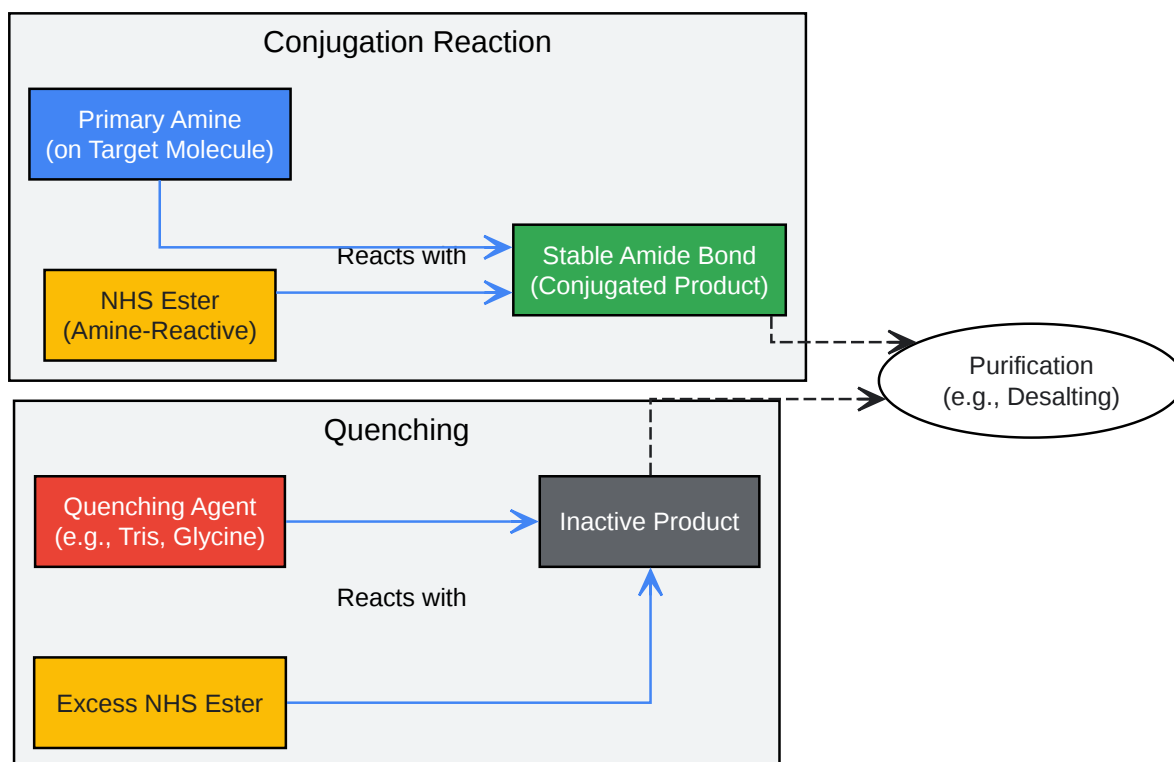 Conjugation Reaction
Primary Amine
(on Target Molecule)
Reacts with
Stable Amide Bond
(Conjugated Product)
NHS Ester
(Amine-Reactive)
Purification
(e.g., Desalting)
Quenching
Quenching Agent
(e.g., Tris, Glycine)
Inactive Product
Reacts with
Excess NHS Ester